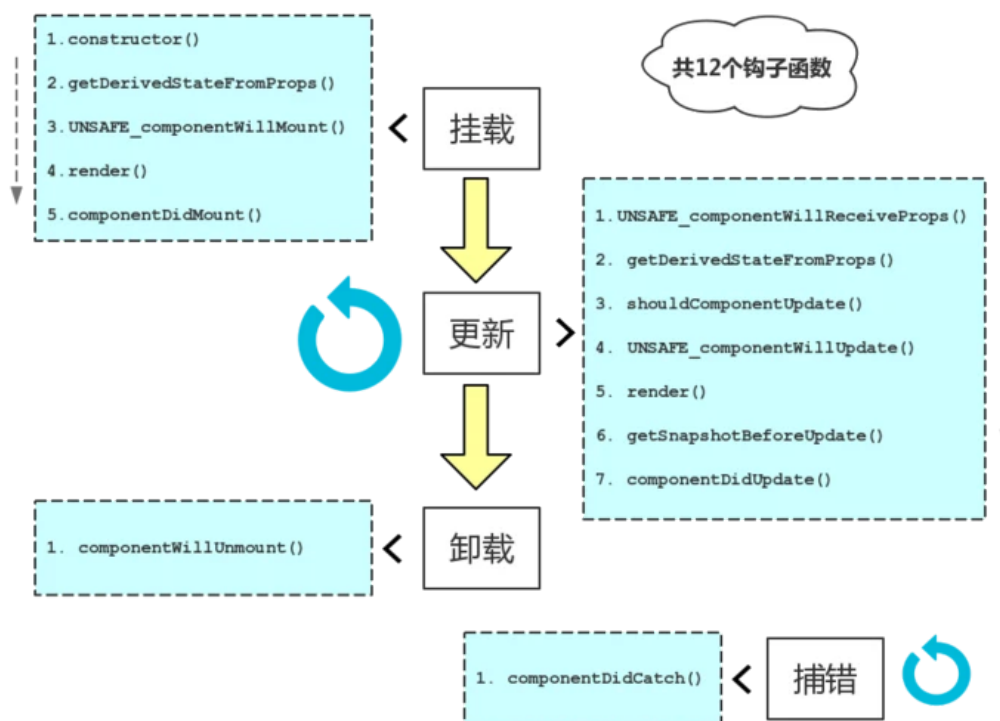 1.constructor()
2.getDerivedStateFromProps()
3.UNSAFE_componentWillMount()
4.render()
5.componentDidMount()
挂载
共12个钩子函数
更新
1.UNSAFE_componentWillReceiveProps()
2. getDerivedStateFromProps()
3. shouldComponentUpdate()
4. UNSAFE_componentWillUpdate()
5. render()
6. getSnapshotBeforeUpdate()
7. componentDidUpdate()
1. componentWillUnmount()
卸载
1. componentDidCatch()
捕错